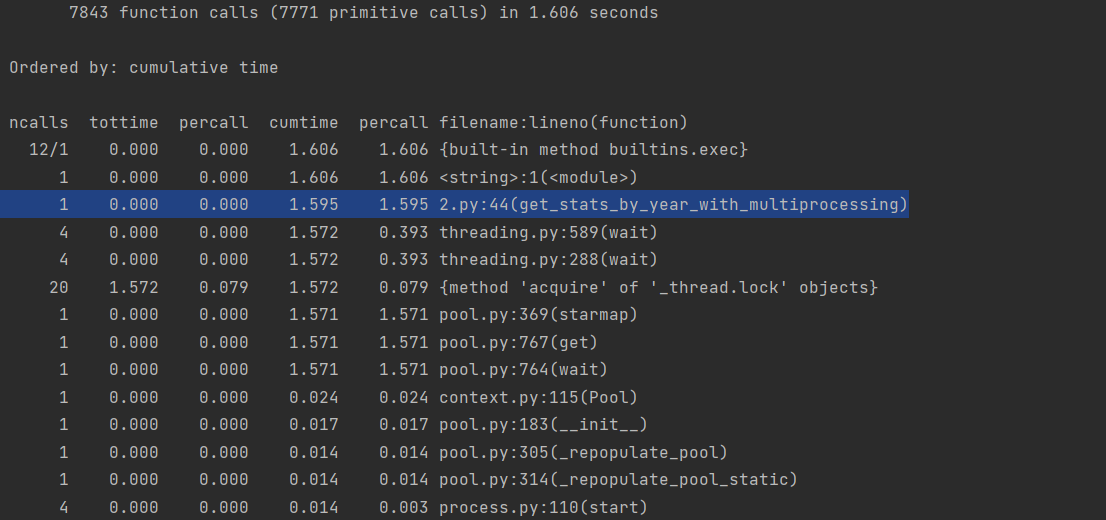 7843 function calls (7771 primitive calls) in 1.606 seconds
Ordered by: cumulative time
ncalls tottime percall cumtime percall filename:lineno(function)
12/1 0.000 0.000 1.606 1.606 {built-in method builtins.exec}
1 0.000 0.000 1.606 1.606 <string>:1(<module>)
1 0.000 0.000 1.595 1.595 2.py:44(get_stats_by_year_with_multiprocessing)
4 0.000 0.000 1.572 0.393 threading.py:589(wait)
4 0.000 0.000 1.572 0.393 threading.py:288(wait)
20 1.572 0.079 1.572 0.079 {method 'acquire' of '_thread.lock' objects}
1 0.000 0.000 1.571 1.571 pool.py:369(starmap)
1 0.000 0.000 1.571 1.571 pool.py:767(get)
1 0.000 0.000 1.571 1.571 pool.py:764(wait)
1 0.000 0.000 0.024 0.024 context.py:115(Pool)
1 0.000 0.000 0.017 0.017 pool.py:183(__init__)
1 0.000 0.000 0.014 0.014 pool.py:305(_repopulate_pool)
1 0.000 0.000 0.014 0.014 pool.py:314(_repopulate_pool_static)
4 0.000 0.000 0.014 0.003 process.py:110(start)